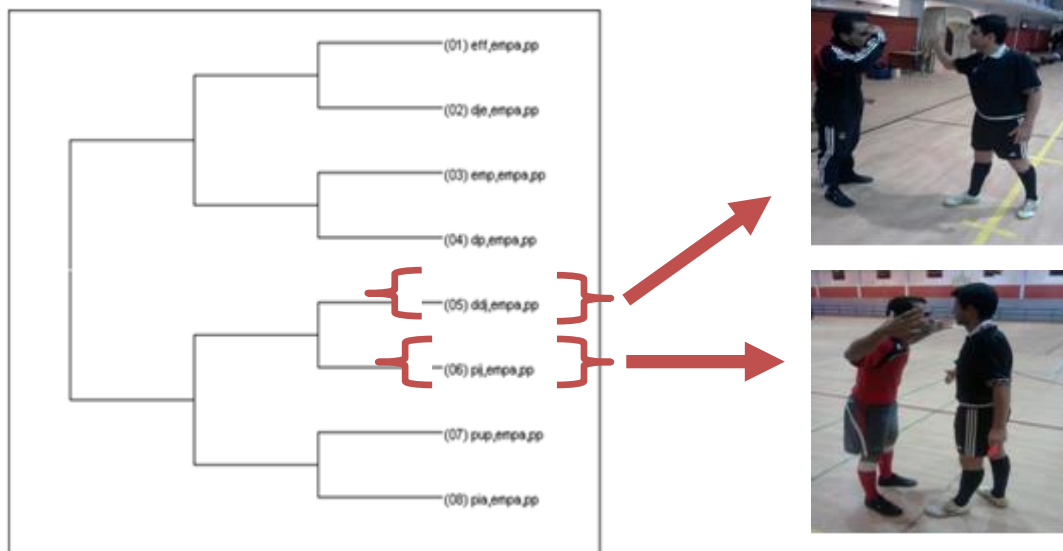 (01) eff,empa,pp
(02) dje,empa,pp
(03) emp,empa,pp
(04) dp,empa,pp
(05) ddj,empa,pp
(06) pij,empa,pp
(07) pup,empa,pp
(08) pia,empa,pp